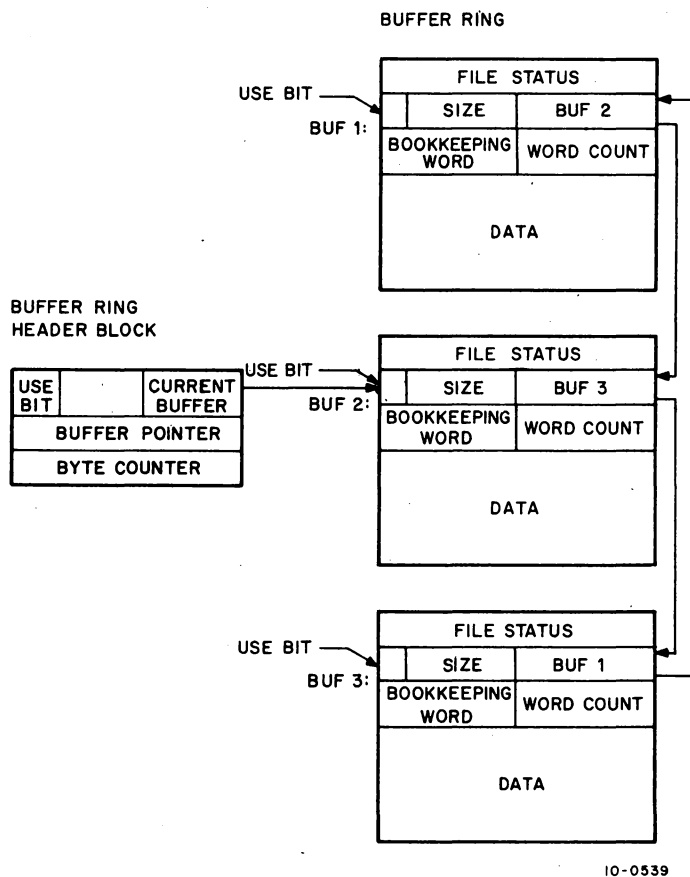 BUFFER RING
FILE STATUS
USE BIT
SIZE
BUF 2
BUF 1:
BOOKKEEPING
WORD
WORD COUNT
DATA
BUFFER RING
HEADER BLOCK
USE
BIT
CURRENT
BUFFER
BUFFER POINTER
BYTE COUNTER
FILE STATUS
USE BIT
SIZE
BUF 3
BUF 2:
BOOKKEEPING
WORD
WORD COUNT
DATA
FILE STATUS
USE BIT
SIZE
BUF 1
BUF 3:
BOOKKEEPING
WORD
WORD COUNT
DATA
10-0539